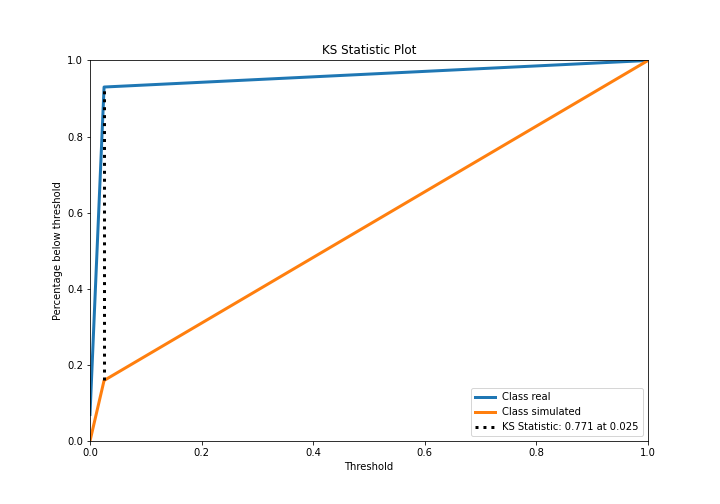 KS Statistic Plot
1.0
0.8
0.6
0.4
0.2
0.0
Percentage below threshold
0.0 0.2 0.4 0.6 0.8 1.0
Threshold
Class real
Class simulated
KS Statistic: 0.771 at 0.025